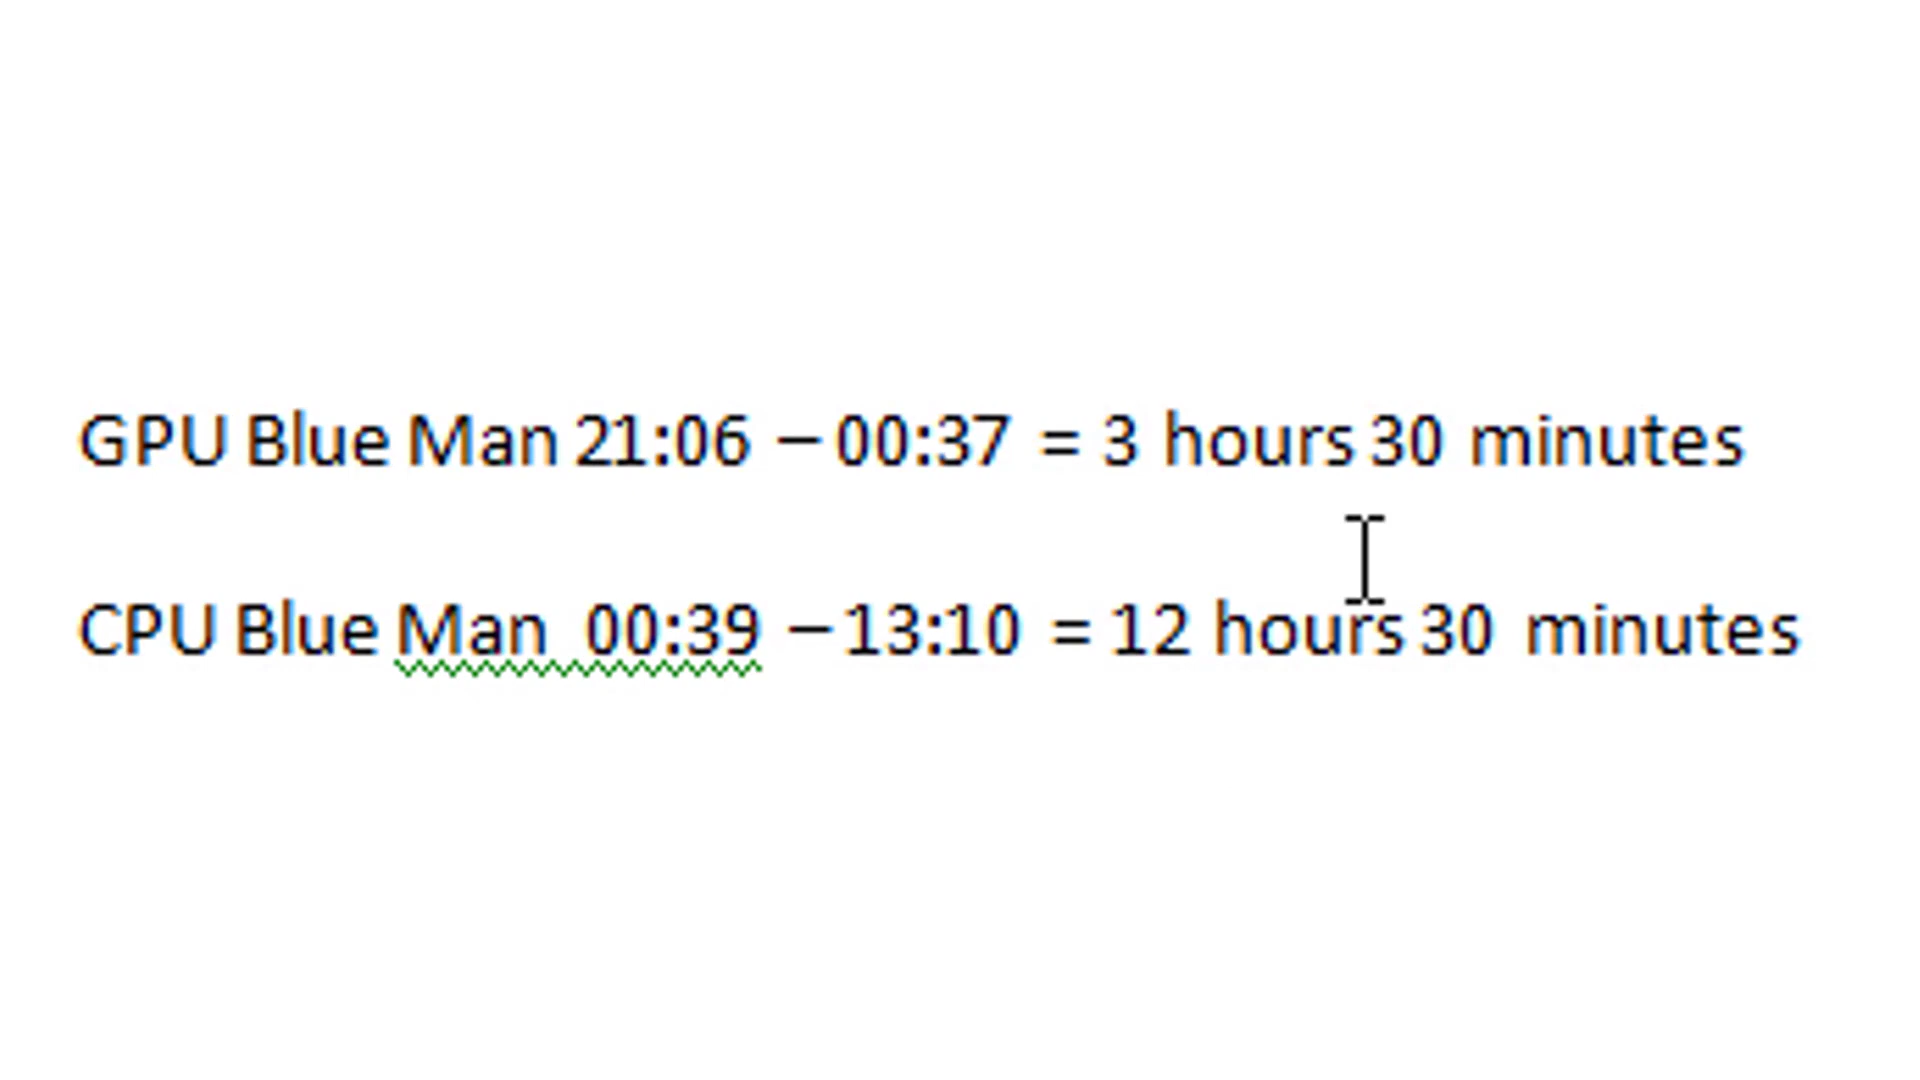 GPU Blue Man 21:06 – 00:37 = 3 hours 30 minutes
CPU Blue Man  00:39 – 13:10 = 12 hours 30 minutes